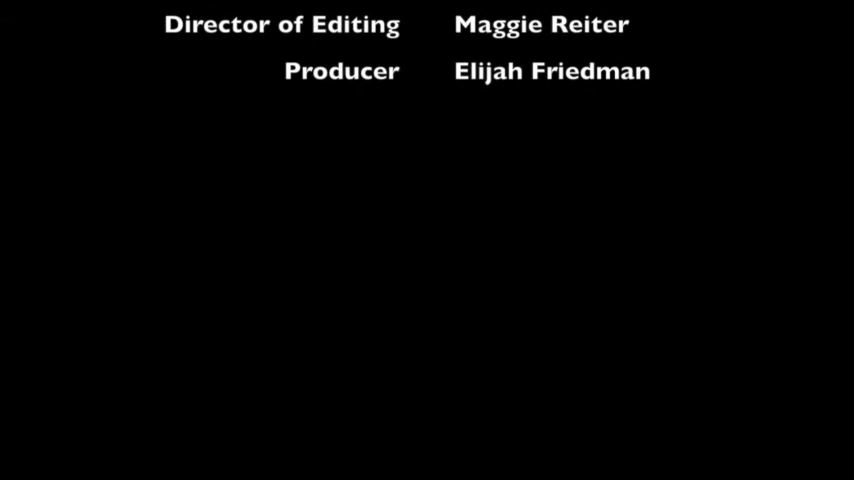 Director of Editing Maggie Reiter
Producer Elijah Friedman